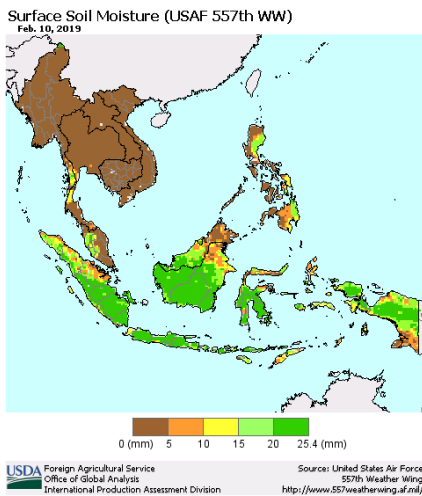 Surface Soil Moisture (USAF 557th WW)
Feb. 10, 2019
0 (mm) 5 10 15 20 25.4 (mm)
USDA Foreign Agricultural Service
Office of Global Analysis
International Production Assessment Division
Source: United States Air Force
557th Weather Wing
http://www.557weatherwing.af.mil/